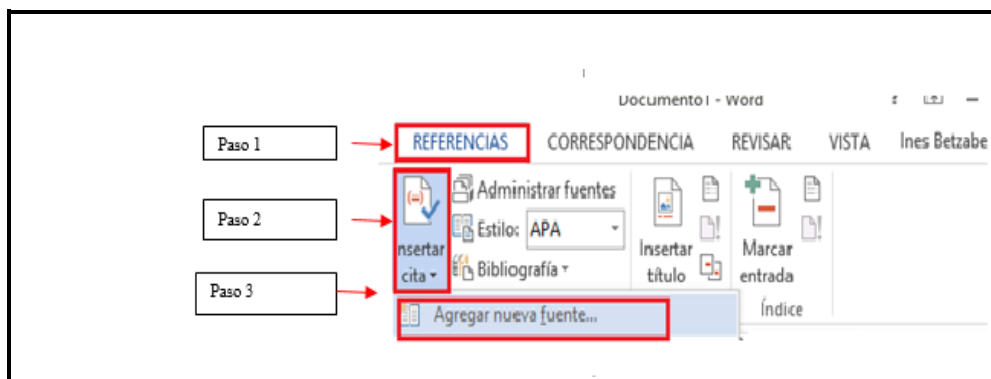 Documento1 - Word
Paso 1
REFERENCIAS CORRESPONDENCIA REVISAR VISTA Ines Betzabe
Paso 2
Administrar fuentes
Estilo: APA
Bibliografía
nsertar
cita
Insertar
título
Marcar
entrada
Índice
Paso 3
Agregar nueva fuente...